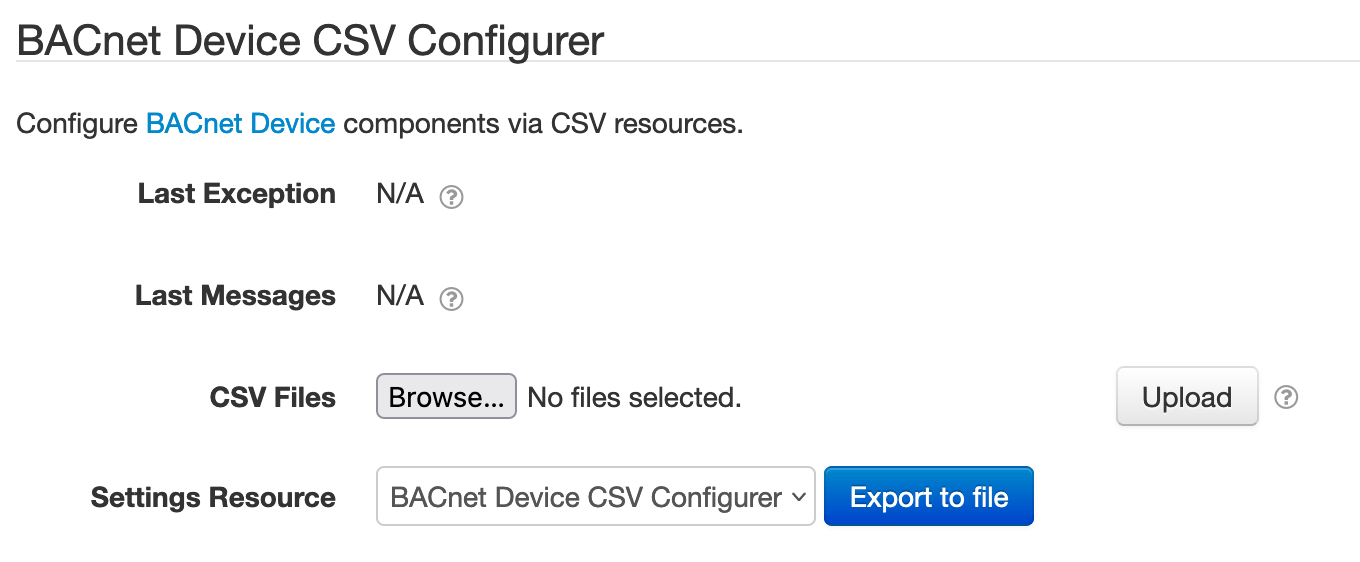 BACnet Device CSV Configurer
Configure BACnet Device components via CSV resources.
Last Exception N/A ?
Last Messages N/A ?
CSV Files Browse... No files selected. Upload ?
Settings Resource BACnet Device CSV Configurer Export to file